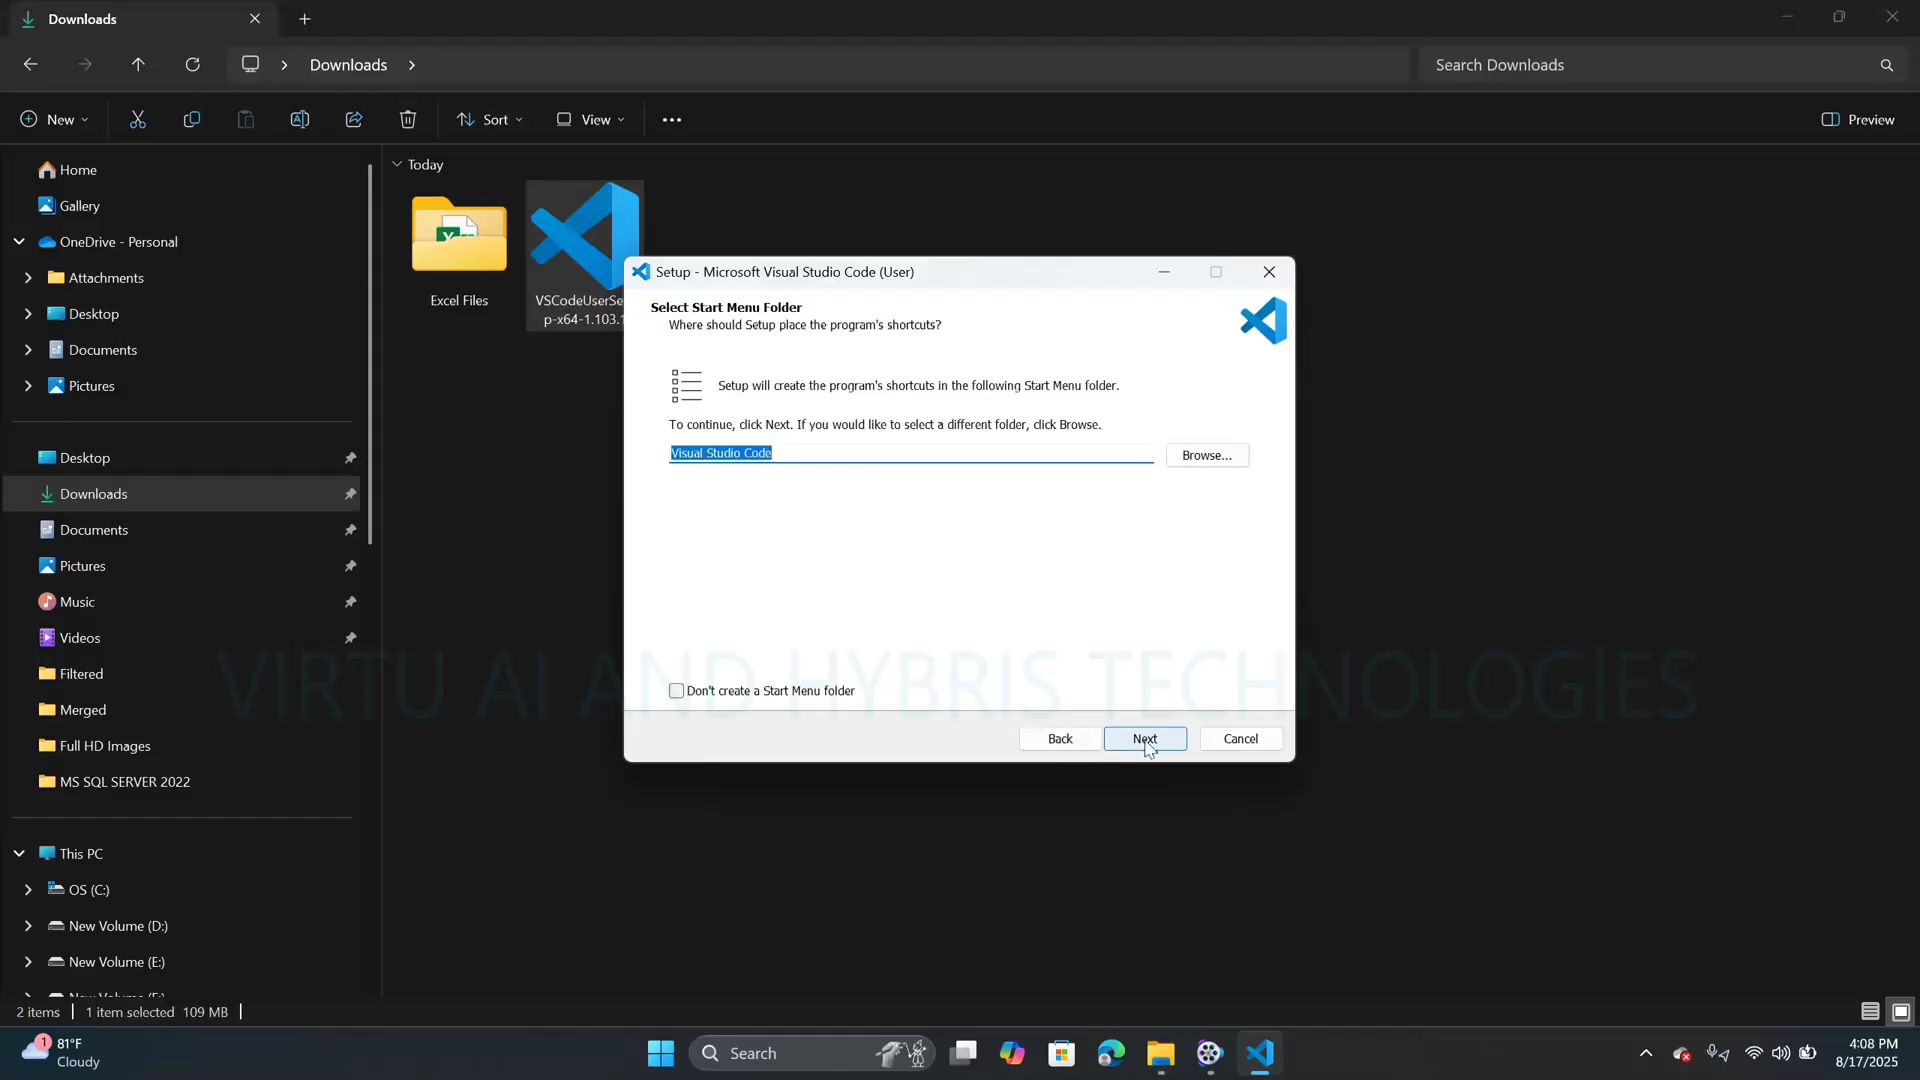 Downloads
Downloads
Search Downloads
New
Sort
View
Preview
Home
Gallery
OneDrive - Personal
Attachments
Desktop
Documents
Pictures
Desktop
Downloads
Documents
Pictures
Music
Videos
Filtered
Merged
Full HD Images
MS SQL SERVER 2022
This PC
OS (C:)
New Volume (D:)
New Volume (E:)
Today
Excel Files
VSCodeUserSe
p-x64-1.103.1
Setup - Microsoft Visual Studio Code (User)
Select Start Menu Folder
Where should Setup place the program's shortcuts?
Setup will create the program's shortcuts in the following Start Menu folder.
To continue, click Next. If you would like to select a different folder, click Browse.
Visual Studio Code
Browse...
VIRTU AI AND HYBRIS TECHNOLOGIES
Don't create a Start Menu folder
Back
Next
Cancel
2 items
1 item selected 109 MB
1
81°F
Cloudy
Search
4:08 PM
8/17/2025